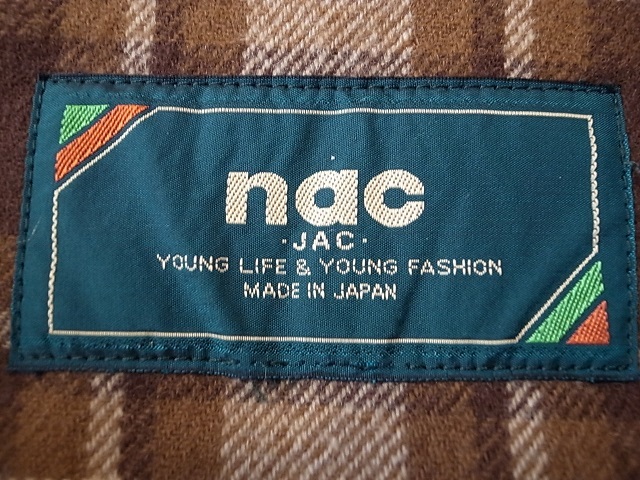 nac
·JAC·
YOUNG LIFE & YOUNG FASHION
MADE IN JAPAN